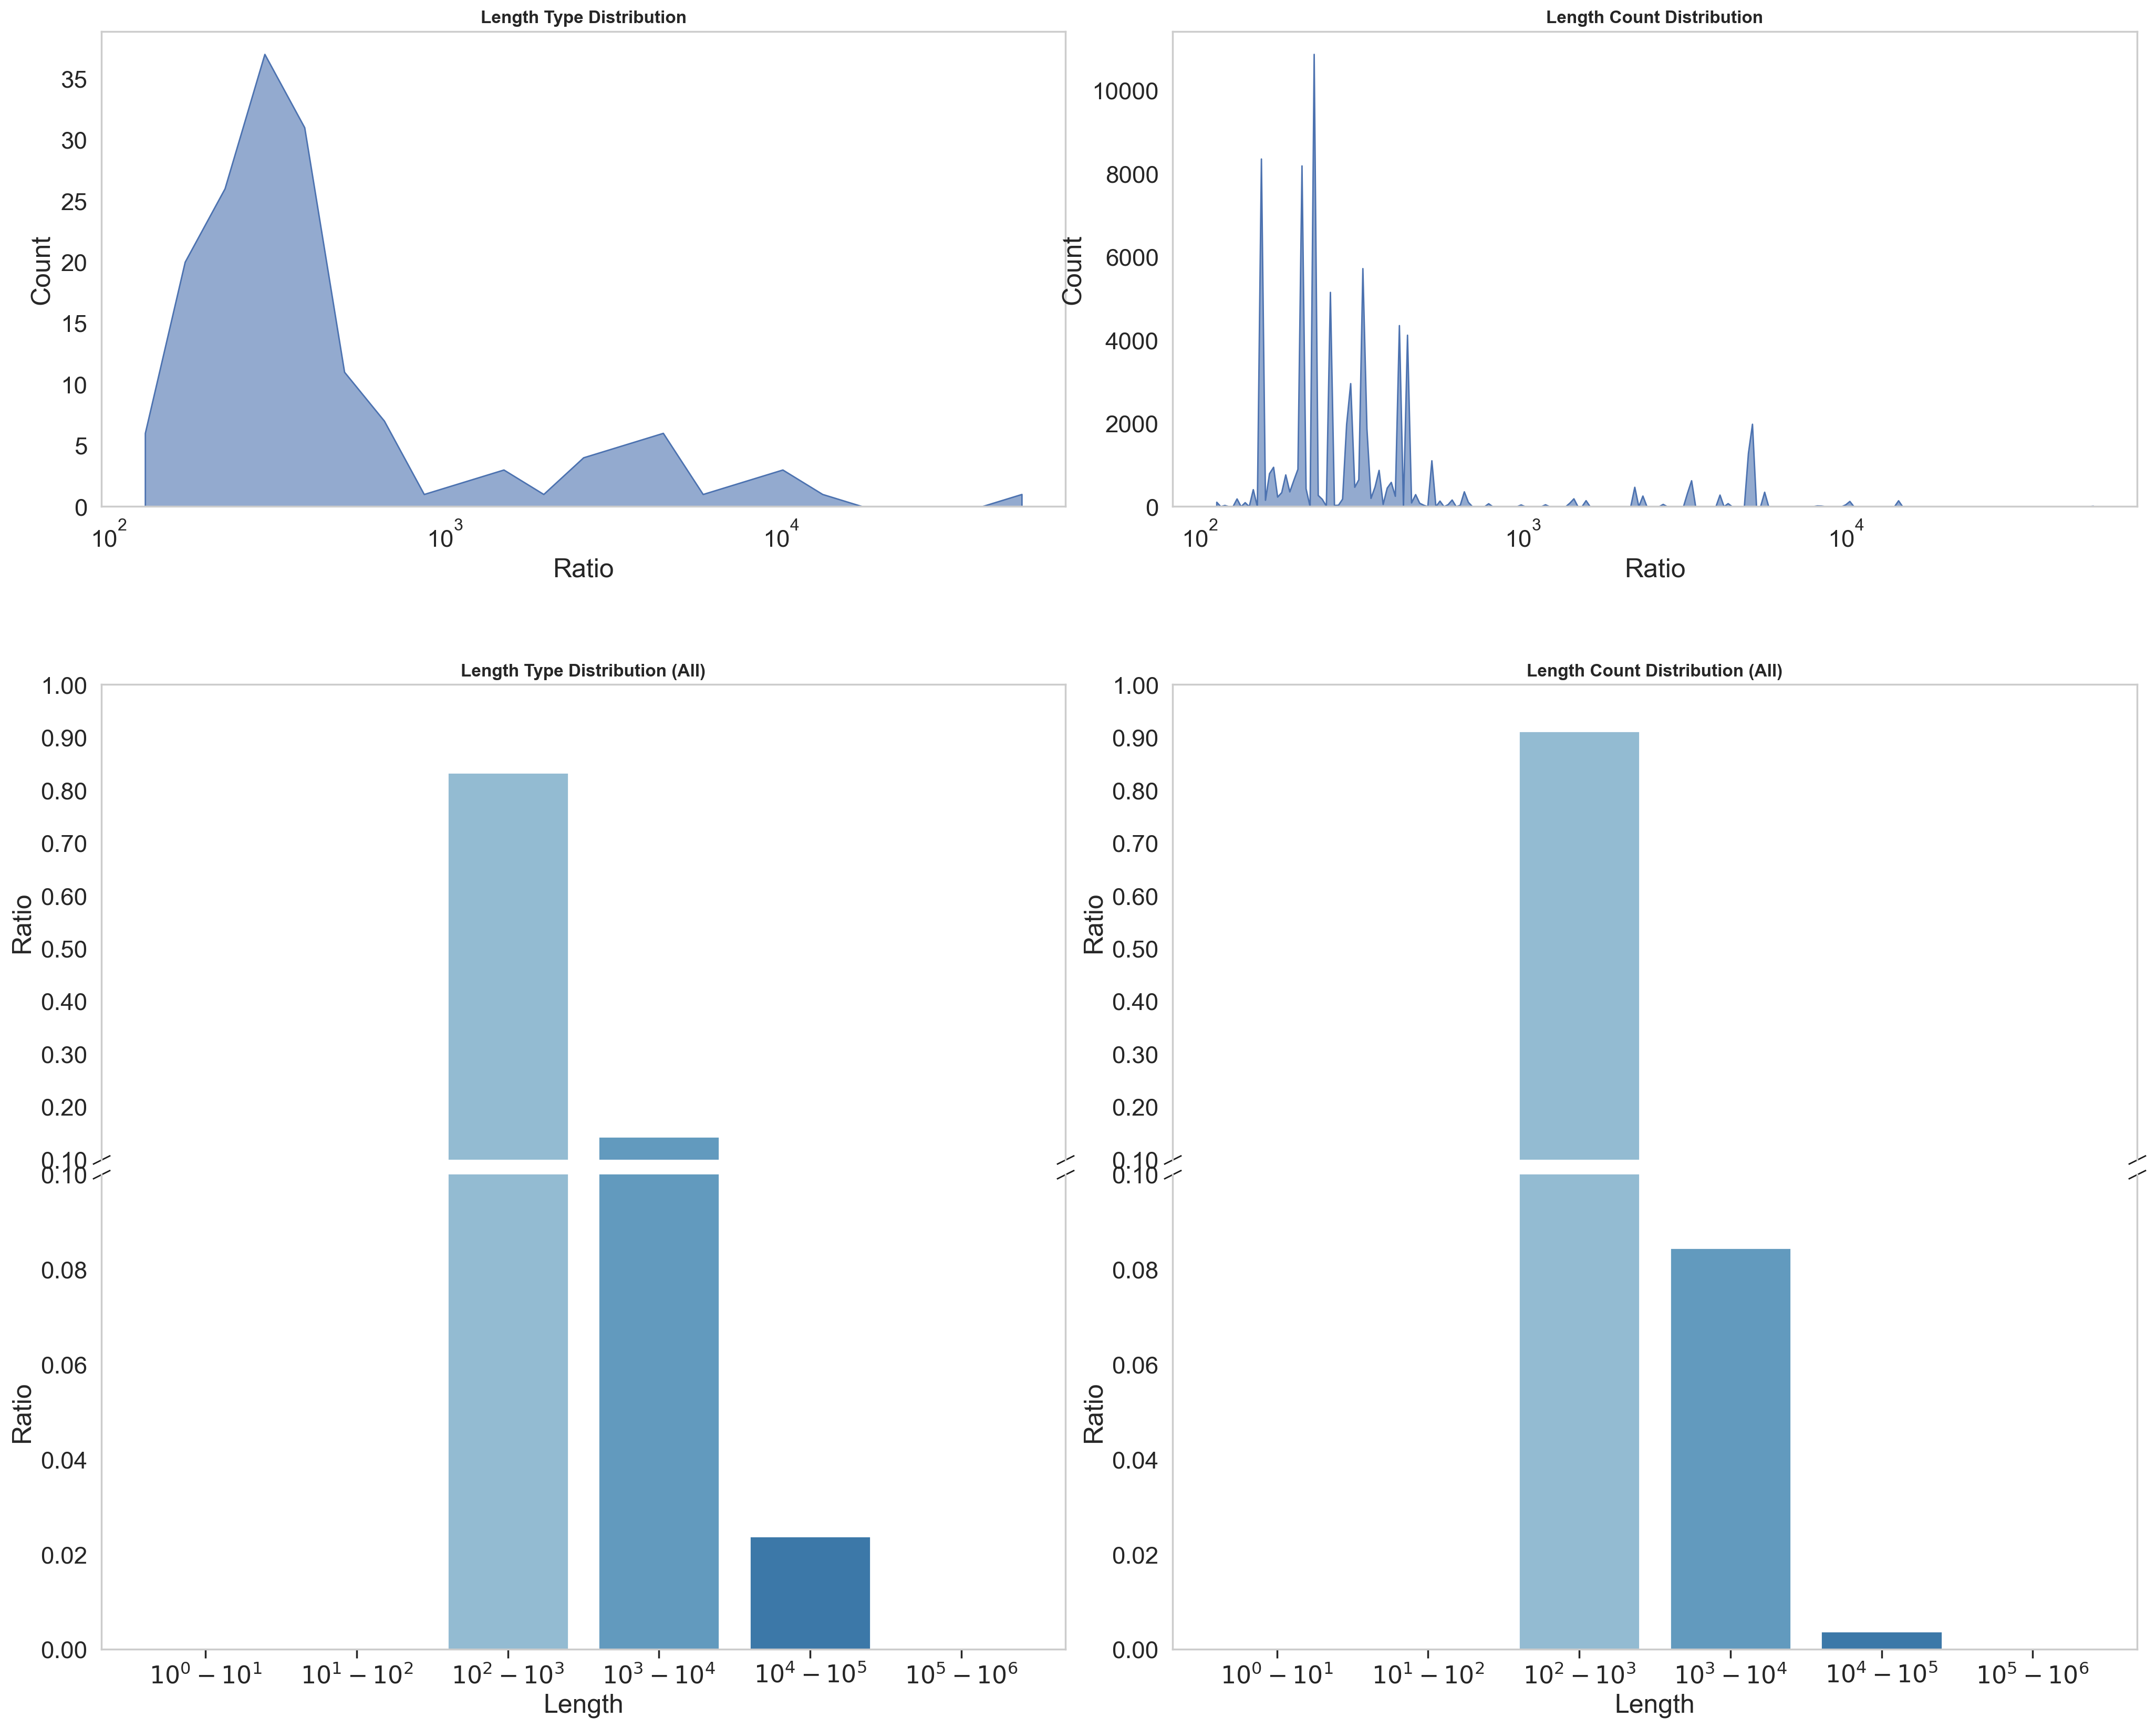 Length Type Distribution
35
30
25
20
15
10
5
0
Count
10^2
10^3
10^4
Ratio
Length Count Distribution
10000
8000
6000
4000
2000
0
Count
10^2
10^3
10^4
Ratio
Length Type Distribution (All)
1.00
0.90
0.80
0.70
0.60
0.50
0.40
0.30
0.20
0.10
Ratio
0.10
0.08
0.06
0.04
0.02
0.00
Ratio
10^0 − 10^1
10^1 − 10^2
10^2 − 10^3
10^3 − 10^4
10^4 − 10^5
10^5 − 10^6
Length
Length Count Distribution (All)
1.00
0.90
0.80
0.70
0.60
0.50
0.40
0.30
0.20
0.10
Ratio
0.10
0.08
0.06
0.04
0.02
0.00
Ratio
10^0 − 10^1
10^1 − 10^2
10^2 − 10^3
10^3 − 10^4
10^4 − 10^5
10^5 − 10^6
Length